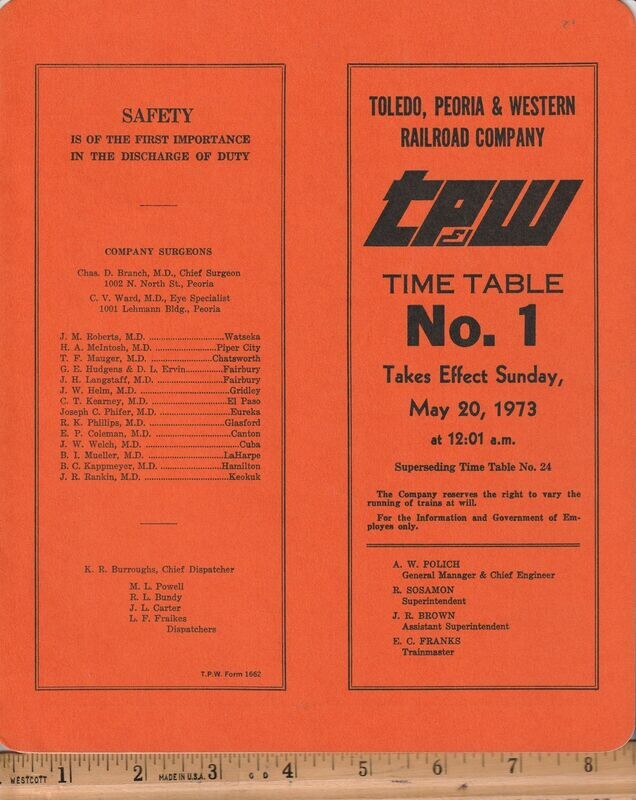 SAFETY
IS OF THE FIRST IMPORTANCE
IN THE DISCHARGE OF DUTY
COMPANY SURGEONS
Chas. D. Branch, M.D., Chief Surgeon
1002 N. North St., Peoria
C. V. Ward, M.D., Eye Specialist
1001 Lehmann Bldg., Peoria
J. M. Roberts, M.D. ..............................Watseka
H. A. McIntosh, M.D. ........................Piper City
T. F. Mauger, M.D. ...........................Chatsworth
G. E. Hudgens & D. L. Ervin...............Fairbury
J. H. Langstaff, M.D. ..........................Fairbury
J. W. Helm, M.D. ..................................Gridley
C. T. Kearney, M.D. ..............................El Paso
Joseph C. Phifer, M.D. ..........................Eureka
R. K. Phillips, M.D. ..............................Glasford
E. P. Coleman, M.D. ..............................Canton
J. W. Welch, M.D. ....................................Cuba
B. I. Mueller, M.D. ................................LaHarpe
B. C. Kappmeyer, M.D. ........................Hamilton
J. R. Rankin, M.D. ................................Keokuk
K. R. Burroughs, Chief Dispatcher
M. L. Powell
R. L. Bundy
J. L. Carter
L. F. Fraikes
Dispatchers
T.P.W. Form 1662
TOLEDO, PEORIA & WESTERN
RAILROAD COMPANY
tp&w
TIME TABLE
No. 1
Takes Effect Sunday,
May 20, 1973
at 12:01 a.m.
Superseding Time Table No. 24
The Company reserves the right to vary the
running of trains at will.
For the Information and Government of Em-
ployes only.
A. W. POLICH
General Manager & Chief Engineer
R. SOSAMON
Superintendent
J. R. BROWN
Assistant Superintendent
E. C. FRANKS
Trainmaster
WESTCOTT 1 2 MADE IN U.S.A. 3 4 5 6 7 8